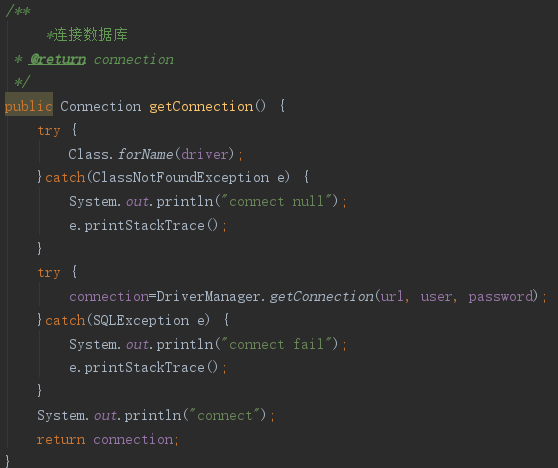 /**
*连接数据库
* @return connection
*/
public Connection getConnection() {
try {
Class.forName(driver);
}catch(ClassNotFoundException e) {
System.out.println("connect null");
e.printStackTrace();
}
try {
connection=DriverManager.getConnection(url, user, password);
}catch(SQLException e) {
System.out.println("connect fail");
e.printStackTrace();
}
System.out.println("connect");
return connection;
}